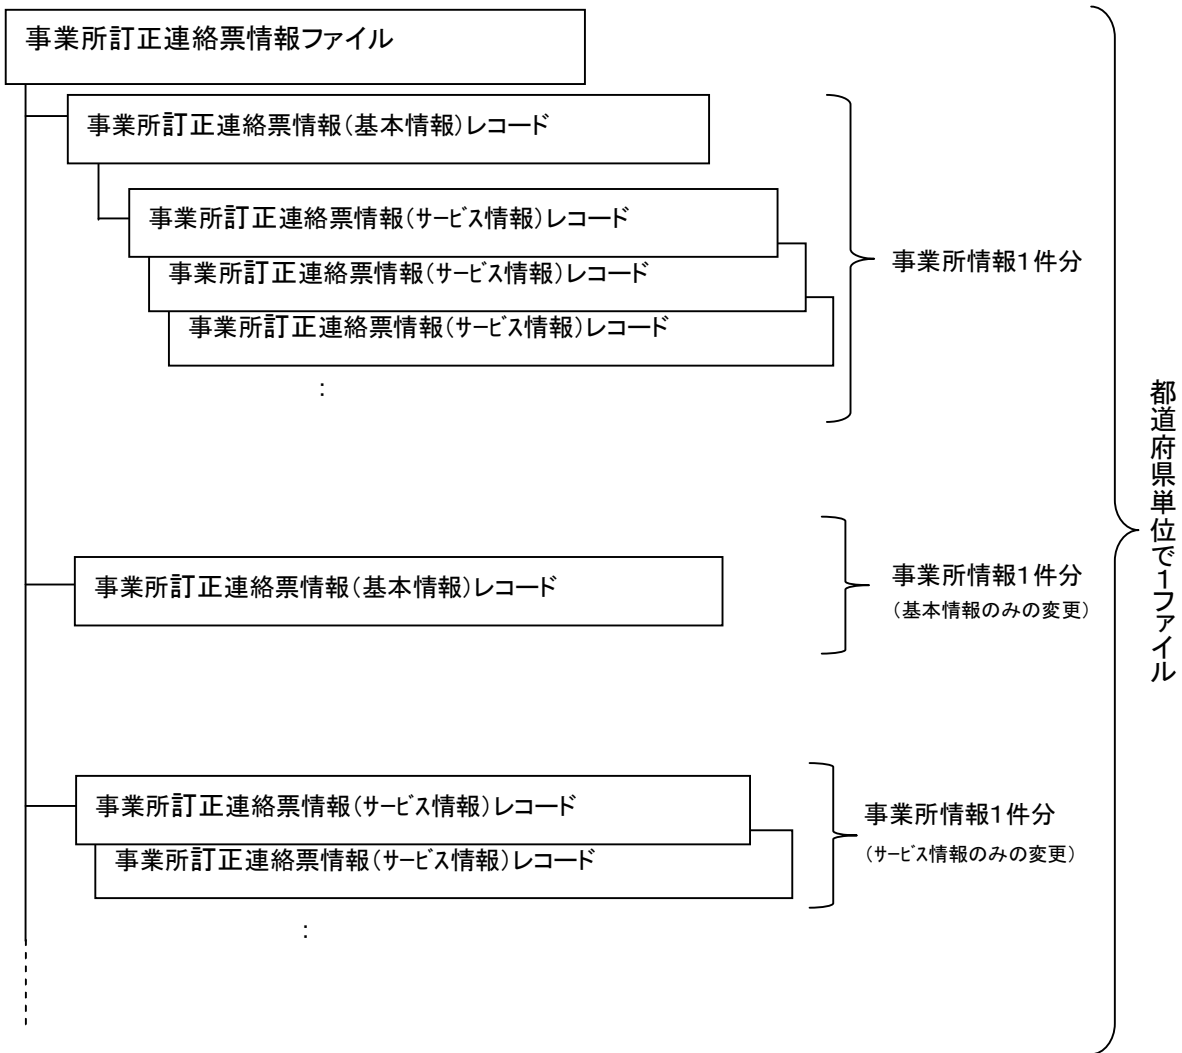 事業所訂正連絡票情報ファイル
事業所訂正連絡票情報（基本情報）レコード
事業所訂正連絡票情報（ｻｰﾋﾞｽ情報）レコード
事業所訂正連絡票情報（ｻｰﾋﾞｽ情報）レコード
事業所訂正連絡票情報（ｻｰﾋﾞｽ情報）レコード
：
事業所情報１件分
事業所訂正連絡票情報（基本情報）レコード
事業所情報１件分
（基本情報のみの変更）
事業所訂正連絡票情報（ｻｰﾋﾞｽ情報）レコード
事業所訂正連絡票情報（ｻｰﾋﾞｽ情報）レコード
：
事業所情報１件分
（ｻｰﾋﾞｽ情報のみの変更）
都道府県単位で１ファイル